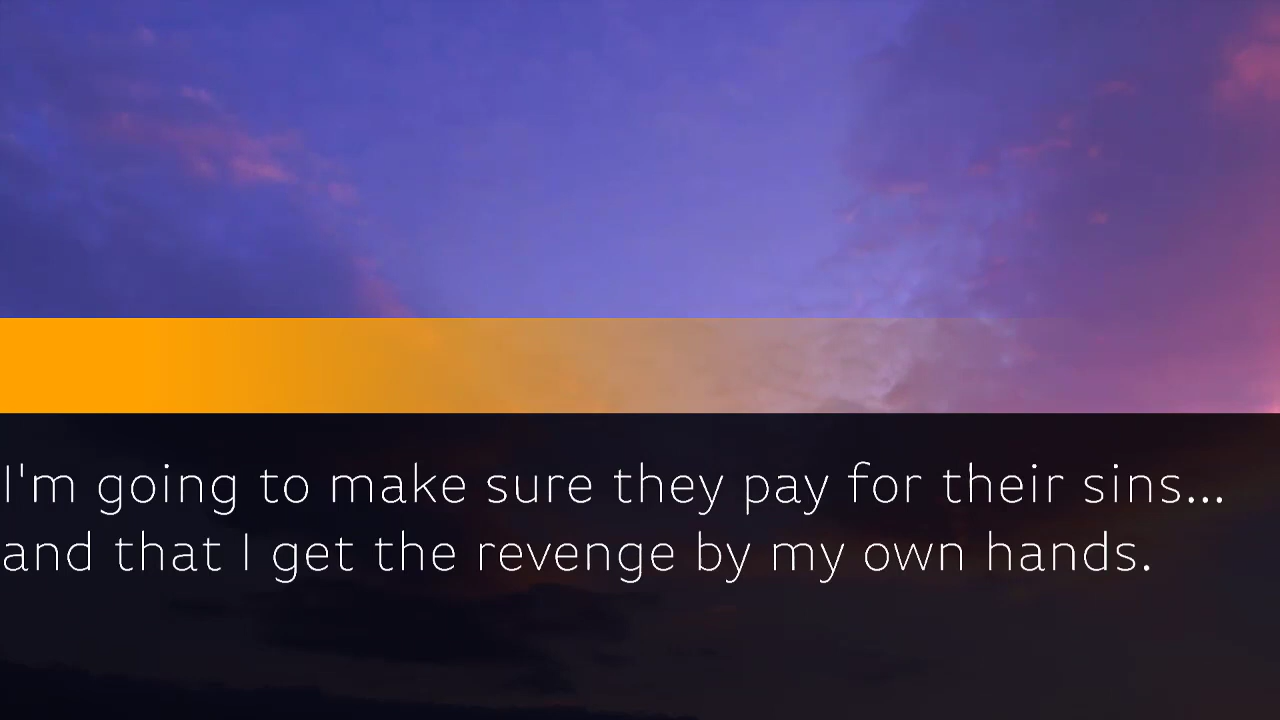 I'm going to make sure they pay for their sins...
and that I get the revenge by my own hands.